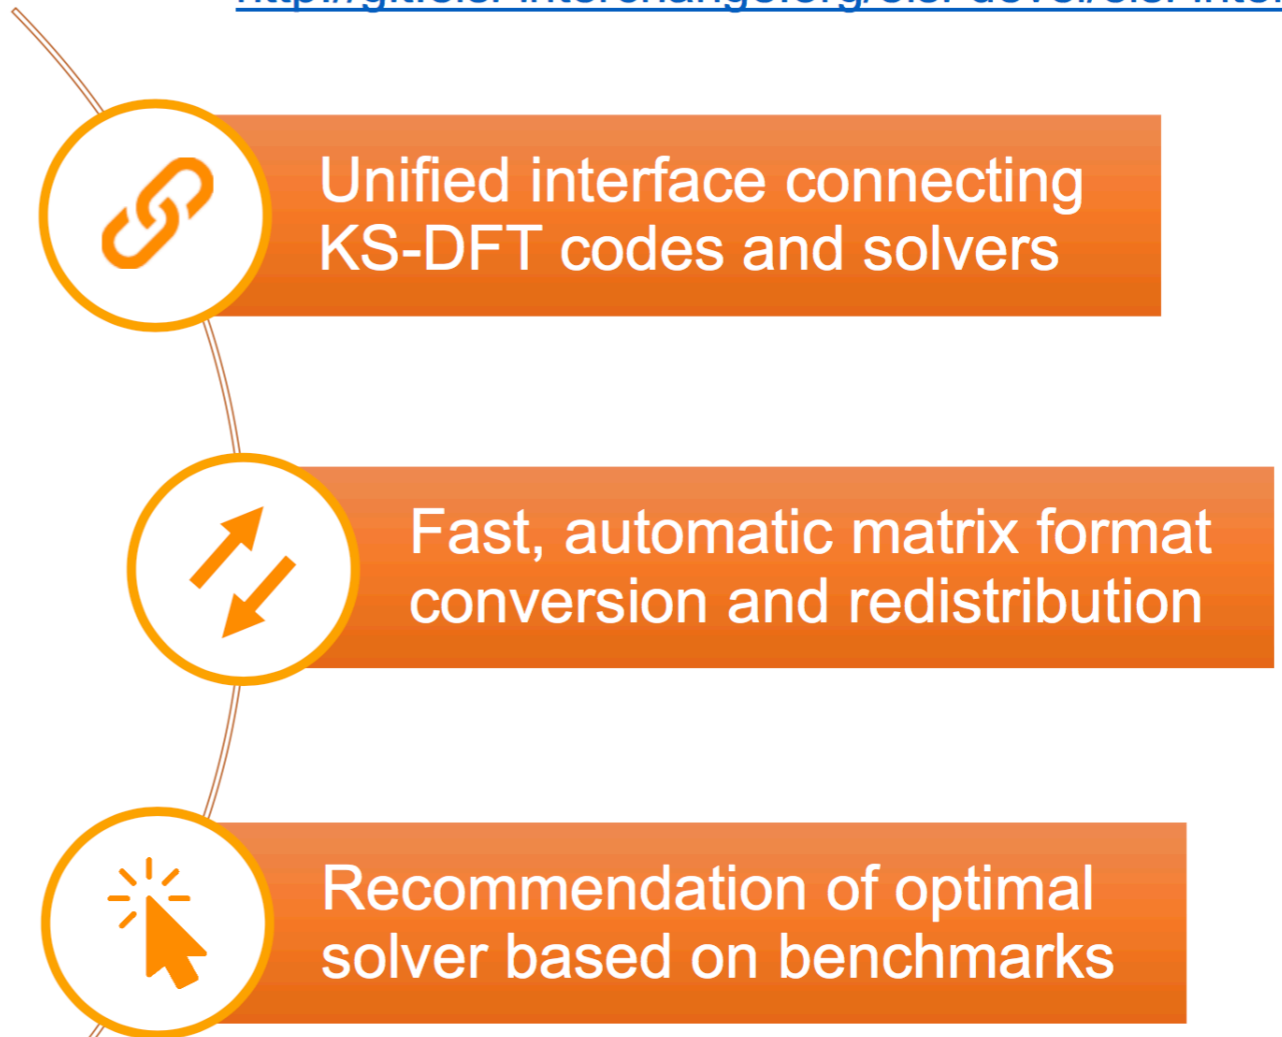 Unified interface connecting
KS-DFT codes and solvers
Fast, automatic matrix format
conversion and redistribution
Recommendation of optimal
solver based on benchmarks